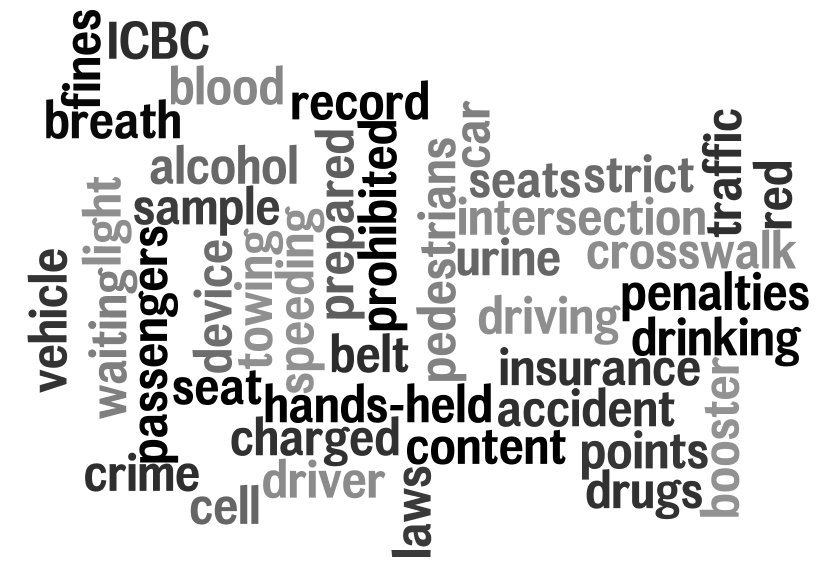 fines
ICBC
blood
record
breath
car
traffic
alcohol
prepared
prohibited
pedestrians
seats
strict
red
light
sample
intersection
crosswalk
urine
vehicle
waiting
passengers
device
towing
speeding
driving
penalties
drinking
belt
insurance
seat
hands-held
accident
booster
charged
content
points
crime
driver
drugs
cell
laws